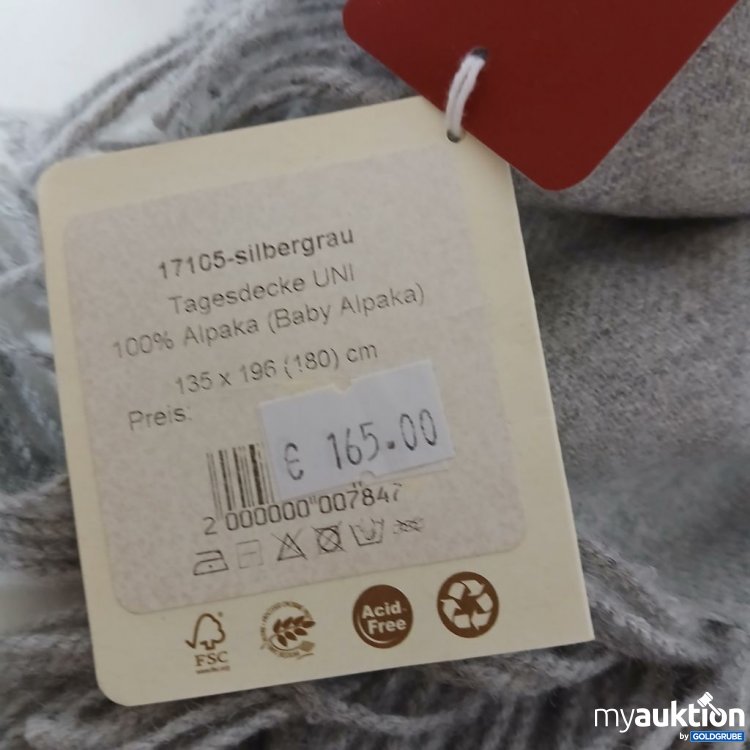 17105-silbergrau
Tagesdecke UNI
100% Alpaka (Baby Alpaka)
135 x 196 (180) cm
Preis:
€ 165.00
2 000000 007847
FSC
Acid-Free
myauktion
by GOLDGRUBE